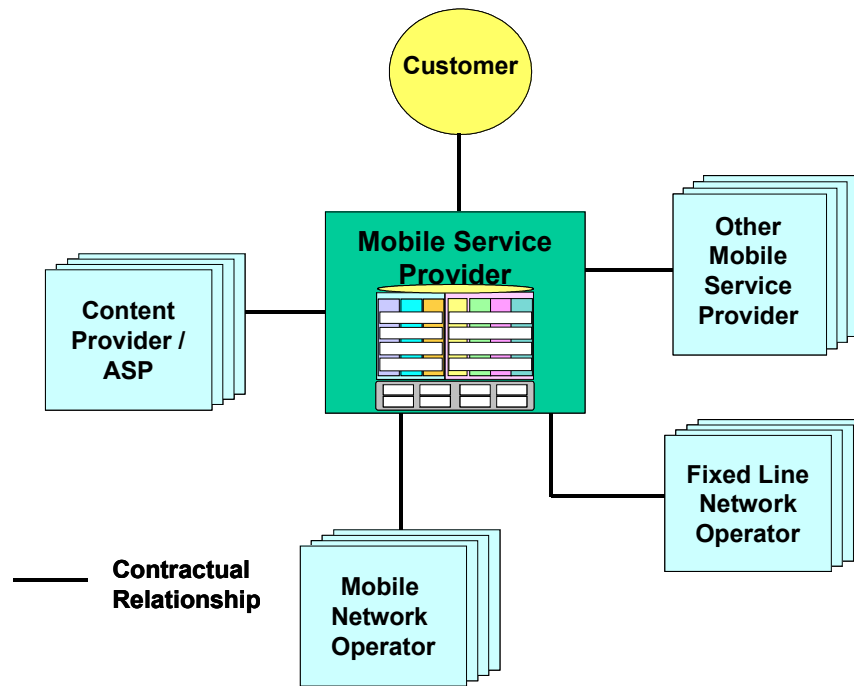 Customer
Mobile Service
Provider
Other
Mobile
Service
Provider
Content
Provider /
ASP
Fixed Line
Network
Operator
Contractual
Relationship
Mobile
Network
Operator